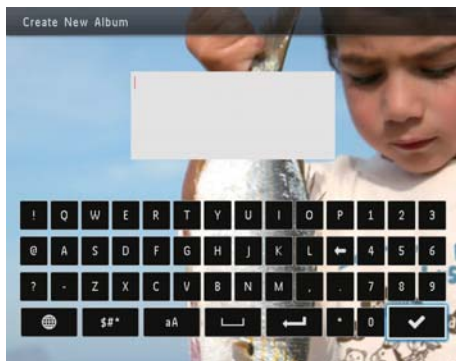 Create New Album
! Q W E R T Y U I O P 1 2 3
@ A S D F G H J K L 4 5 6
? - Z X C V B N M , . 7 8 9
$#* aA * 0